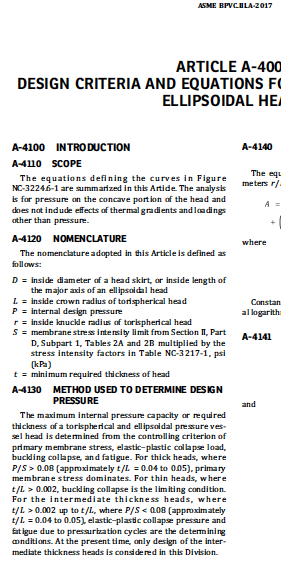 ASME BPVC.III.A-2017
ARTICLE A-400
DESIGN CRITERIA AND EQUATIONS FO
ELLIPSOIDAL HEA
A-4100 INTRODUCTION
A-4110 SCOPE
The equations defining the curves in Figure
NC-3224.6-1 are summarized in this Article. The analysis
is for pressure on the concave portion of the head and
does not include effects of thermal gradients and loadings
other than pressure.
A-4120 NOMENCLATURE
The nomenclature adopted in this Article is defined as
follows:
D = inside diameter of a head skirt, or inside length of
the major axis of an ellipsoidal head
L = inside crown radius of torispherical head
P = internal design pressure
r = inside knuckle radius of torispherical head
S = membrane stress intensity limit from Section II, Part
D, Subpart 1, Tables 2A and 2B multiplied by the
stress intensity factors in Table NC-3217-1, psi
(kPa)
t = minimum required thickness of head
A-4130 METHOD USED TO DETERMINE DESIGN
PRESSURE
The maximum internal pressure capacity or required
thickness of a torispherical and ellipsoidal pressure ves-
sel head is determined from the controlling criterion of
primary membrane stress, elastic–plastic collapse load,
buckling collapse, and fatigue. For thick heads, where
P/S > 0.08 (approximately t/L = 0.04 to 0.05), primary
membrane stress dominates. For thin heads, where
t/L > 0.002, buckling collapse is the limiting condition.
For the intermediate thickness heads, where
t/L > 0.002 up to t/L, where P/S < 0.08 (approximately
t/L = 0.04 to 0.05), elastic–plastic collapse pressure and
fatigue due to pressurization cycles are the determining
conditions. At the present time, only design of the inter-
mediate thickness heads is considered in this Division.
A-4140
The equ
meters r/
A =
+ (
where
Constan
al logarith
A-4141
and